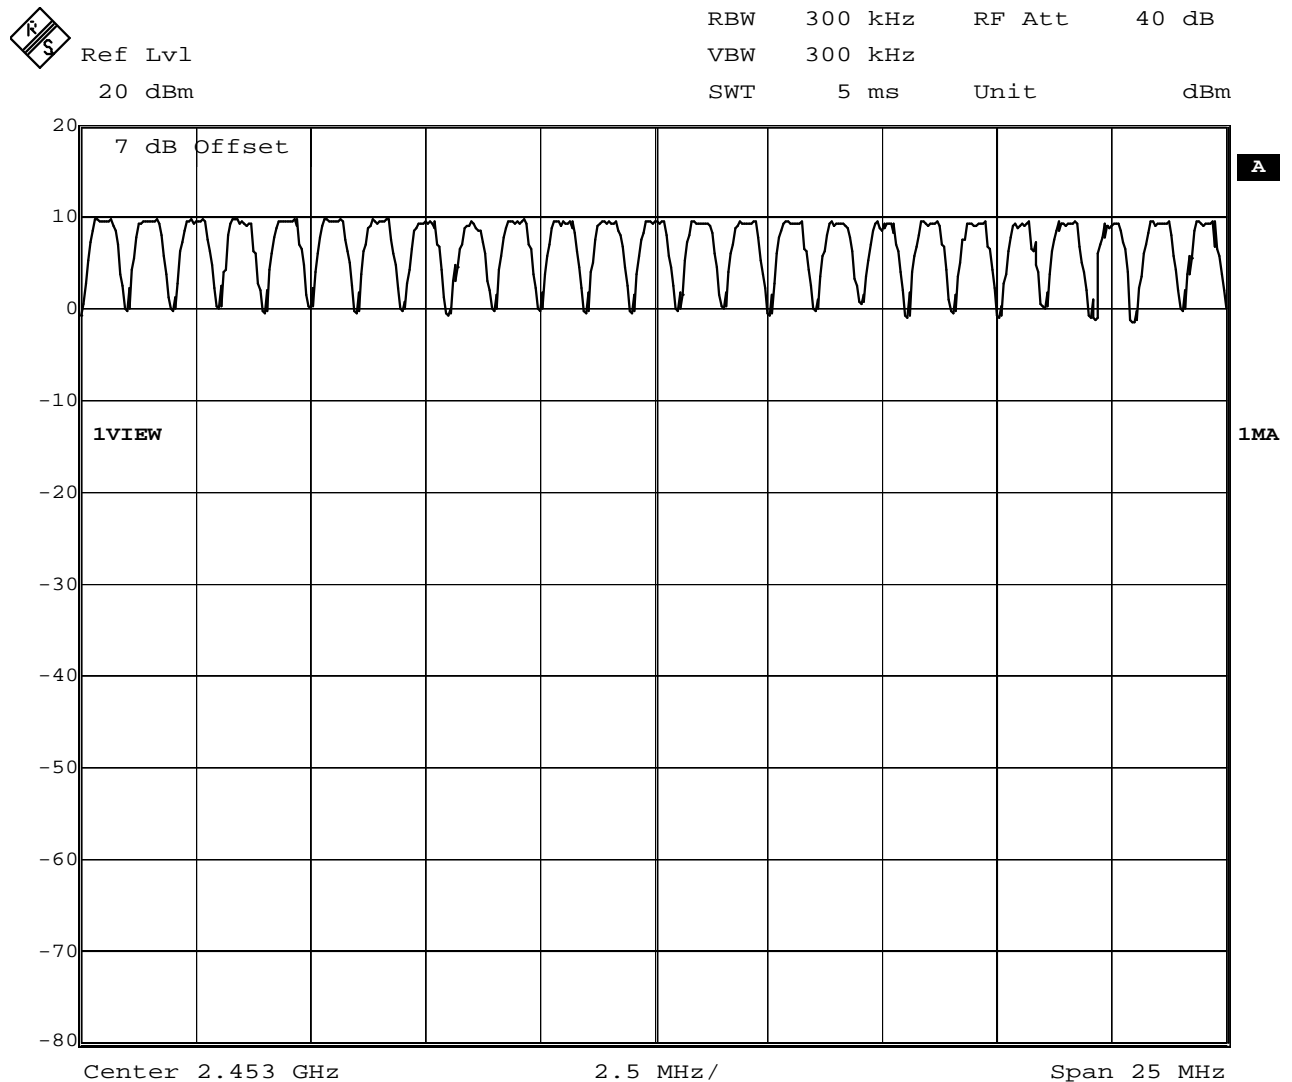 R
S
RBW 300 kHz RF Att 40 dB
Ref Lvl VBW 300 kHz
20 dBm SWT 5 ms Unit dBm
20
7 dB Offset
A
10
0
-10
1VIEW 1MA
-20
-30
-40
-50
-60
-70
-80
Center 2.453 GHz 2.5 MHz/ Span 25 MHz